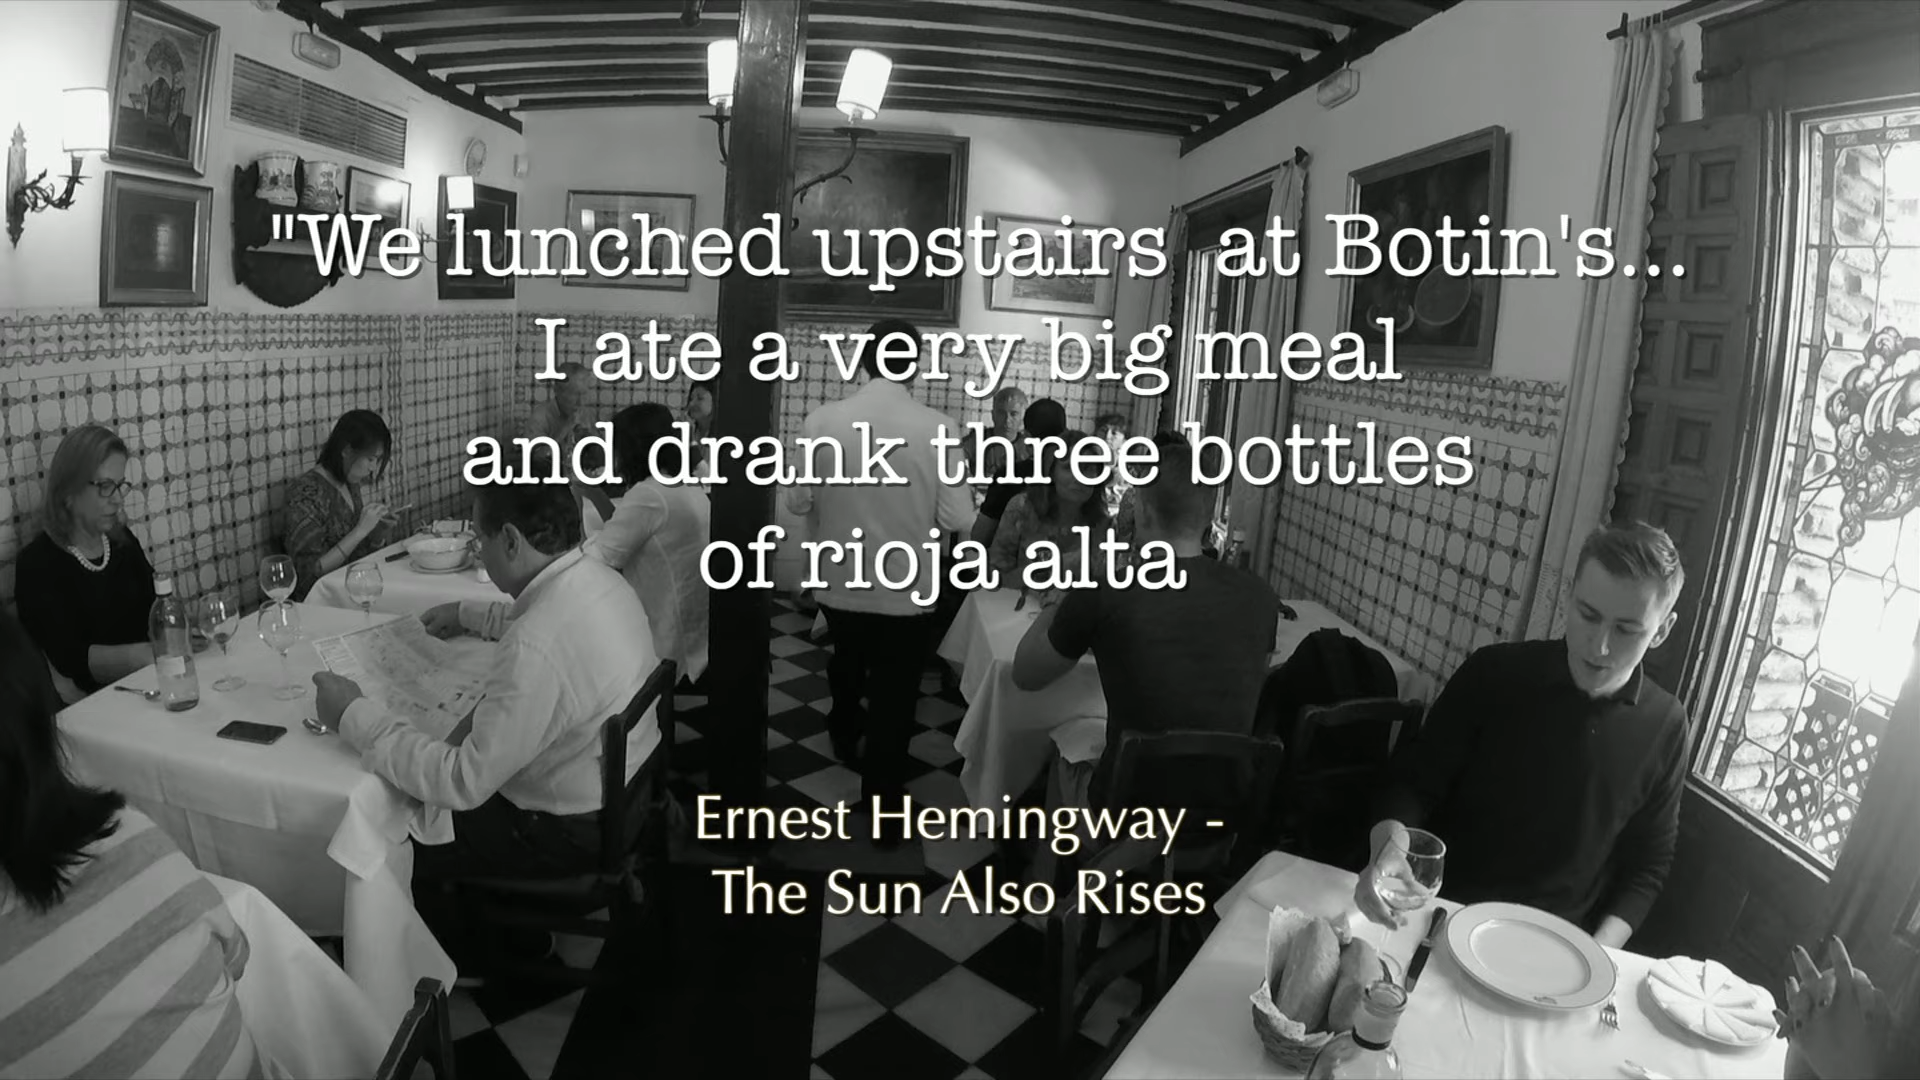 "We lunched upstairs at Botin's...
I ate a very big meal
and drank three bottles
of rioja alta
Ernest Hemingway -
The Sun Also Rises